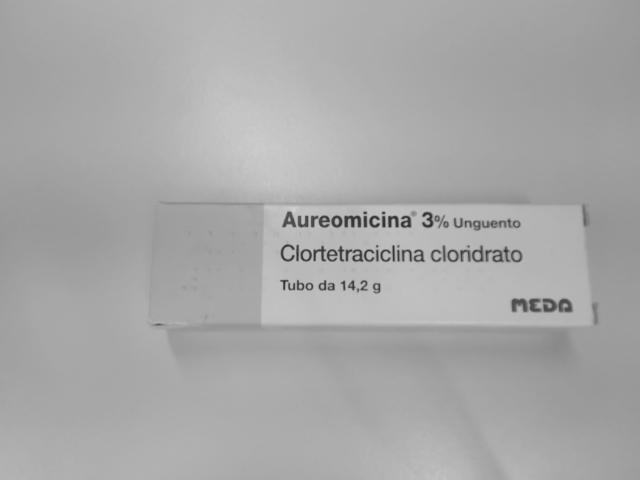 Aureomicina® 3% Unguento
Clortetraciclina cloridrato
Tubo da 14,2 g
MEDA